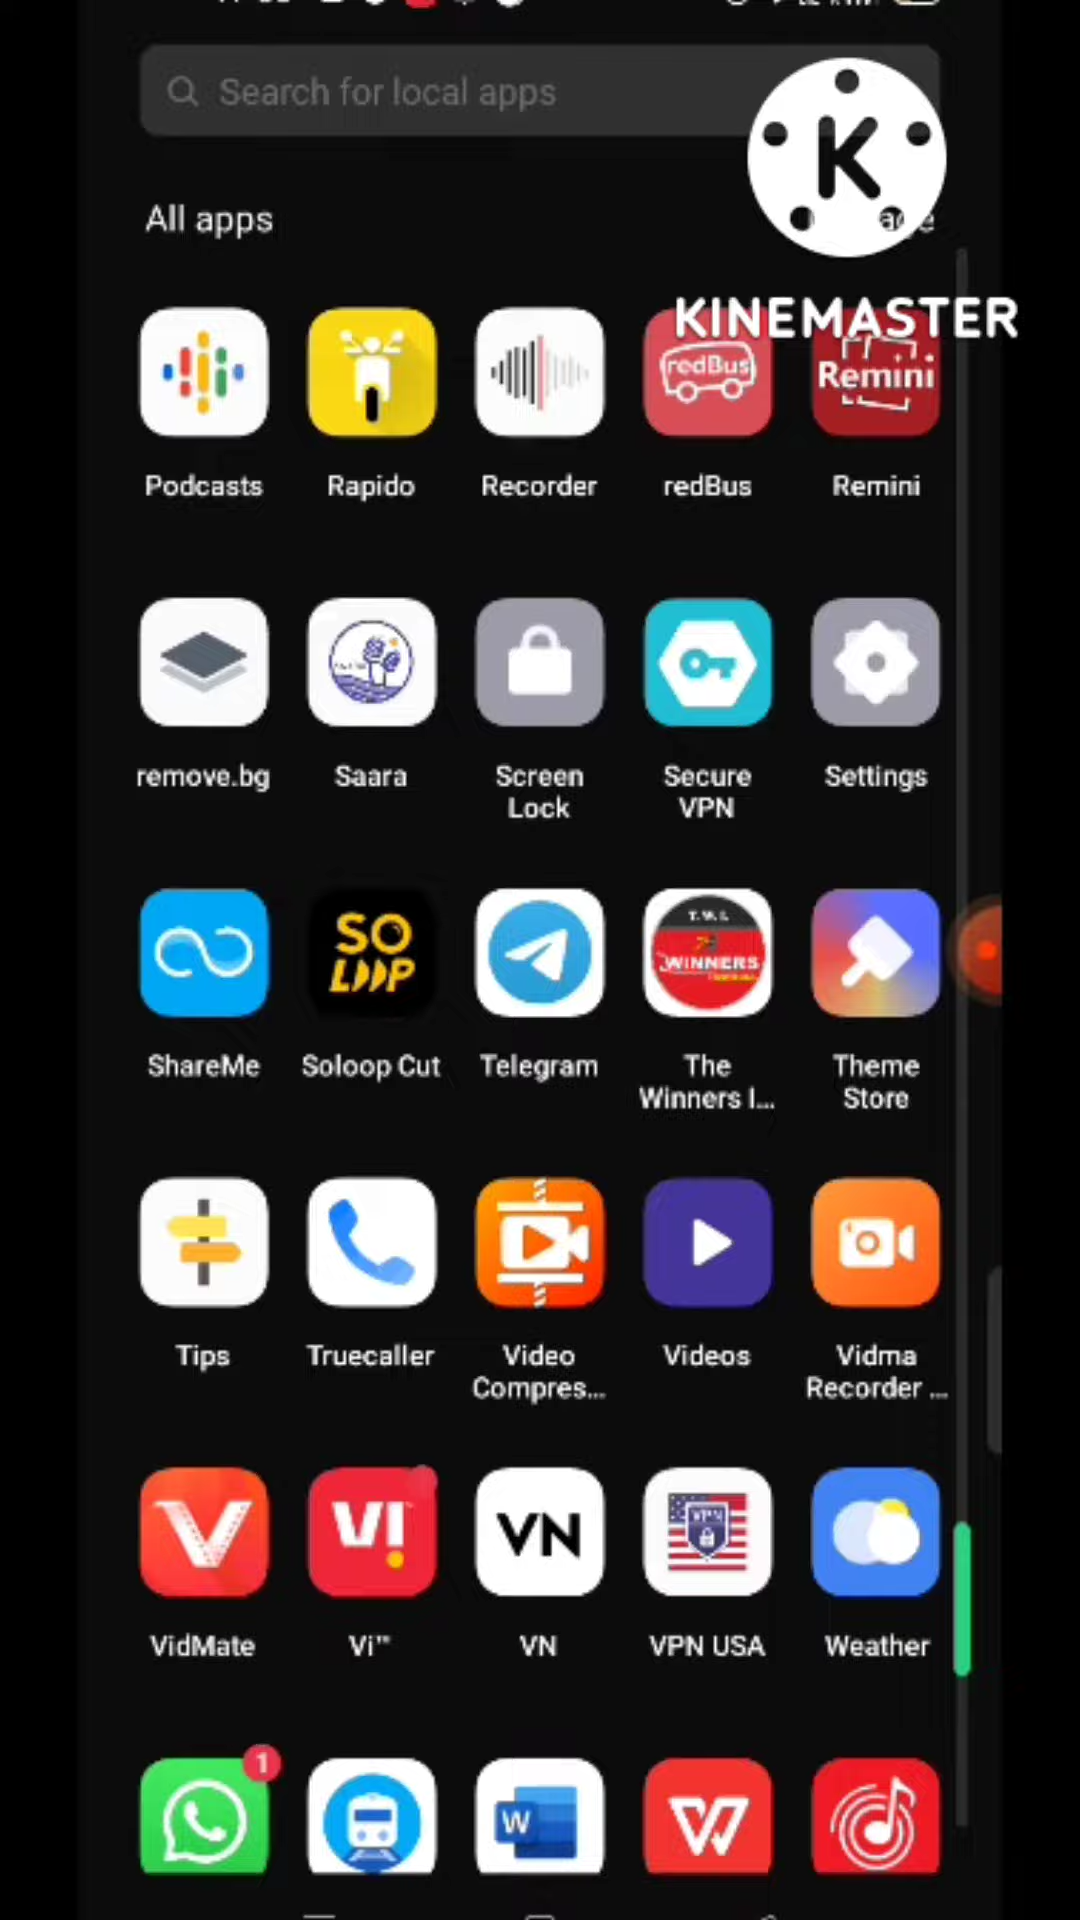 Search for local apps
K
KINEMASTER
All apps
redBus
Remini
Podcasts
Rapido
Recorder
redBus
Remini
remove.bg
Saara
Screen
Lock
Secure
VPN
Settings
SO
LOOP
T.W.I.
WINNERS
ShareMe
Soloop Cut
Telegram
The
Winners I...
Theme
Store
Tips
Truecaller
Video
Compres...
Videos
Vidma
Recorder ...
V
VI
VN
VPN
VidMate
Vi™
VN
VPN USA
Weather
1
W
W